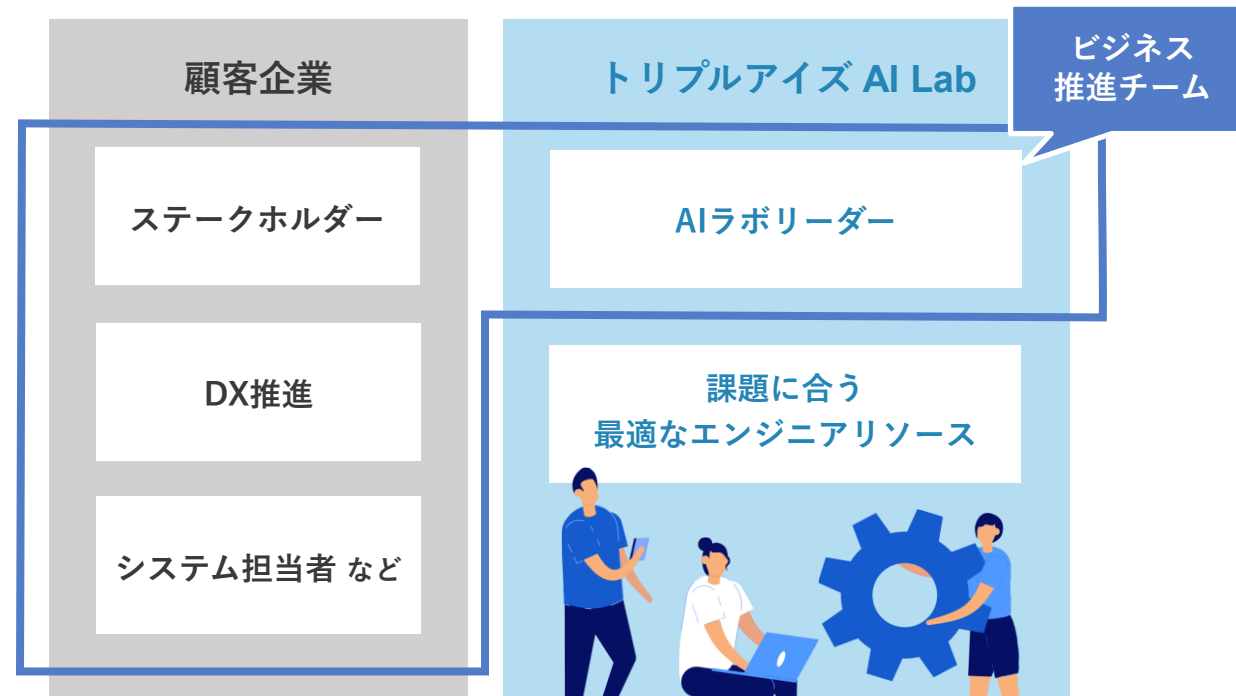 顧客企業
トリプルアイズ AI Lab
ビジネス
推進チーム
ステークホルダー
AIラボリーダー
DX推進
課題に合う
最適なエンジニアリソース
システム担当者 など